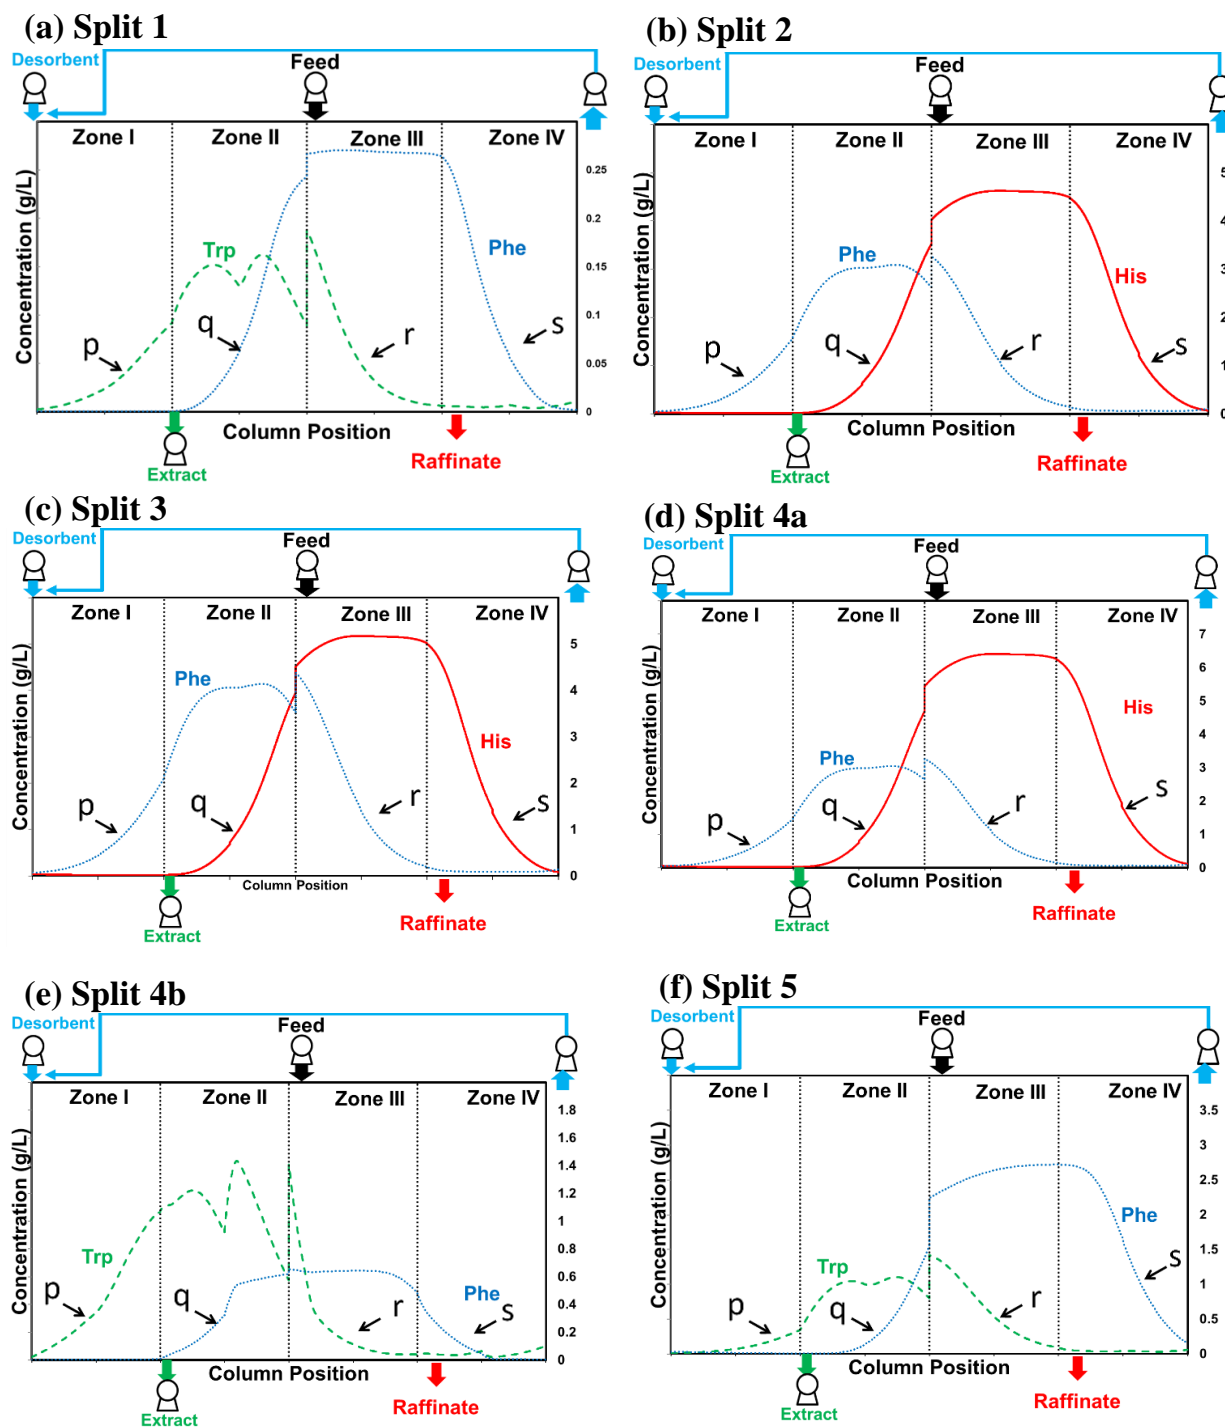 (a) Split 1
Desorbent
Feed
Zone I
Zone II
Zone III
Zone IV
Concentration (g/L)
0.25
0.2
0.15
0.1
0.05
0
Trp
Phe
p
q
r
s
Column Position
Extract
Raffinate
(b) Split 2
Desorbent
Feed
Zone I
Zone II
Zone III
Zone IV
Concentration (g/L)
5
4
3
2
1
0
Phe
His
p
q
r
s
Column Position
Extract
Raffinate
(c) Split 3
Desorbent
Feed
Zone I
Zone II
Zone III
Zone IV
Concentration (g/L)
5
4
3
2
1
0
Phe
His
p
q
r
s
Column Position
Extract
Raffinate
(d) Split 4a
Desorbent
Feed
Zone I
Zone II
Zone III
Zone IV
Concentration (g/L)
7
6
5
4
3
2
1
0
Phe
His
p
q
r
s
Column Position
Extract
Raffinate
(e) Split 4b
Desorbent
Feed
Zone I
Zone II
Zone III
Zone IV
Concentration (g/L)
1.8
1.6
1.4
1.2
1
0.8
0.6
0.4
0.2
0
Trp
Phe
p
q
r
s
Column Position
Extract
Raffinate
(f) Split 5
Desorbent
Feed
Zone I
Zone II
Zone III
Zone IV
Concentration (g/L)
3.5
3
2.5
2
1.5
1
0.5
0
Trp
Phe
p
q
r
s
Column Position
Extract
Raffinate